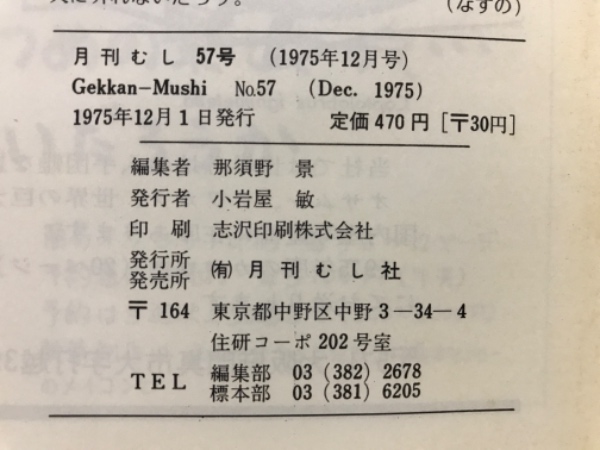 (なすの)
月刊むし 57号 (1975年12月号)
Gekkan−Mushi No.57 (Dec. 1975)
1975年12月1日発行 定価470円 [〒30円]
編集者 那須野 景
発行者 小岩屋 敏
印刷 志沢印刷株式会社
発行所
発売所 ㈲月刊むし社
〒164 東京都中野区中野3−34−4
住研コーポ202号室
TEL 編集部 03 (382) 2678
標本部 03 (381) 6205